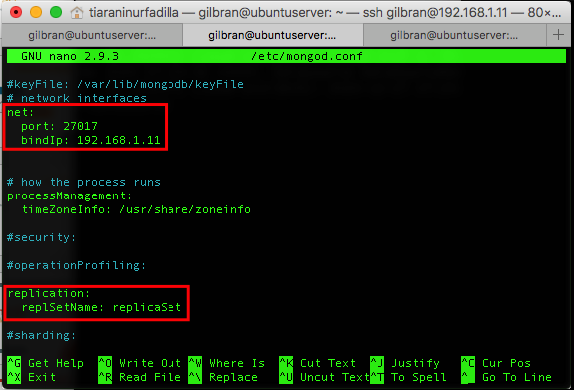 tiaraninurfadilla — gilbran@ubuntuserver: ~ — ssh gilbran@192.168.1.11 — 80×...
gilbran@ubuntuserver:... gilbran@ubuntuserver:... gilbran@ubuntuserver:... +
GNU nano 2.9.3 /etc/mongod.conf
#keyFile: /var/lib/mongodb/keyFile
# network interfaces
net:
port: 27017
bindIp: 192.168.1.11
# how the process runs
processManagement:
timeZoneInfo: /usr/share/zoneinfo
#security:
#operationProfiling:
replication:
replSetName: replicaSet
#sharding:
^G Get Help ^O Write Out ^W Where Is ^K Cut Text ^J Justify ^C Cur Pos
^X Exit ^R Read File ^\ Replace ^U Uncut Text ^T To Spell ^_ Go To Line